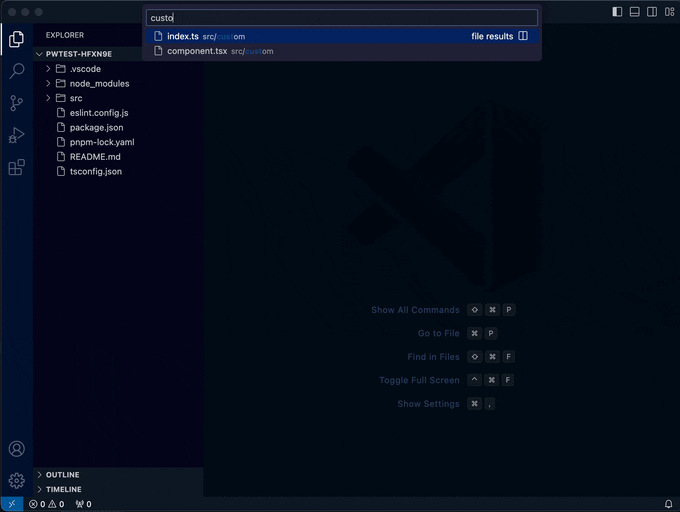 custo
index.ts src/custom file results
component.tsx src/custom
EXPLORER
PWTEST-HFXN9E
.vscode
node_modules
src
eslint.config.js
package.json
pnpm-lock.yaml
README.md
tsconfig.json
Show All Commands ⇧ ⌘ P
Go to File ⌘ P
Find in Files ⇧ ⌘ F
Toggle Full Screen ^ ⌘ F
Show Settings ⌘ ,
OUTLINE
TIMELINE
0 0 0